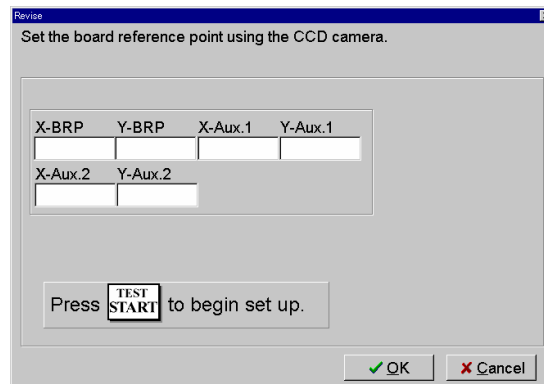 Revise
Set the board reference point using the CCD camera.
X-BRP Y-BRP X-Aux.1 Y-Aux.1
X-Aux.2 Y-Aux.2
Press TEST START to begin set up.
OK Cancel